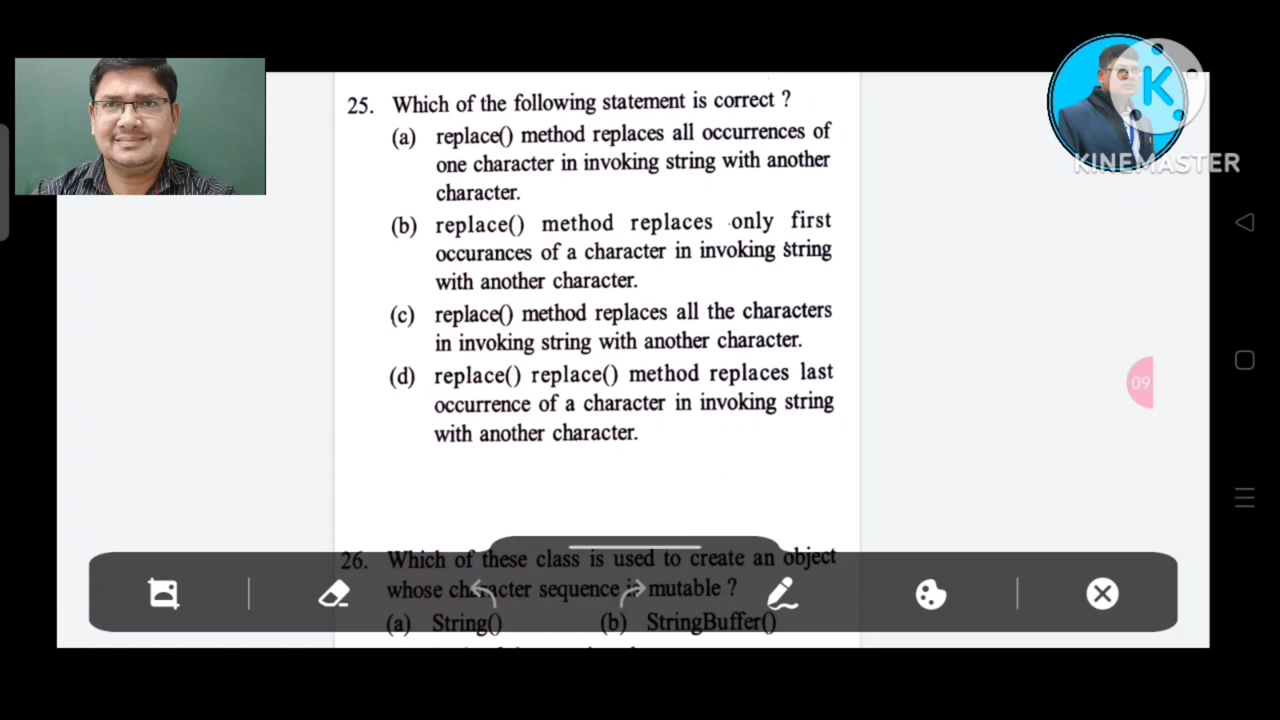 KINEMASTER
25. Which of the following statement is correct ?
(a) replace() method replaces all occurrences of
one character in invoking string with another
character.
(b) replace() method replaces only first
occurances of a character in invoking string
with another character.
(c) replace() method replaces all the characters
in invoking string with another character.
(d) replace() replace() method replaces last
occurrence of a character in invoking string
with another character.
09
26. Which of these class is used to create an object
whose character sequence is mutable ?
(a) String() (b) StringBuffer()